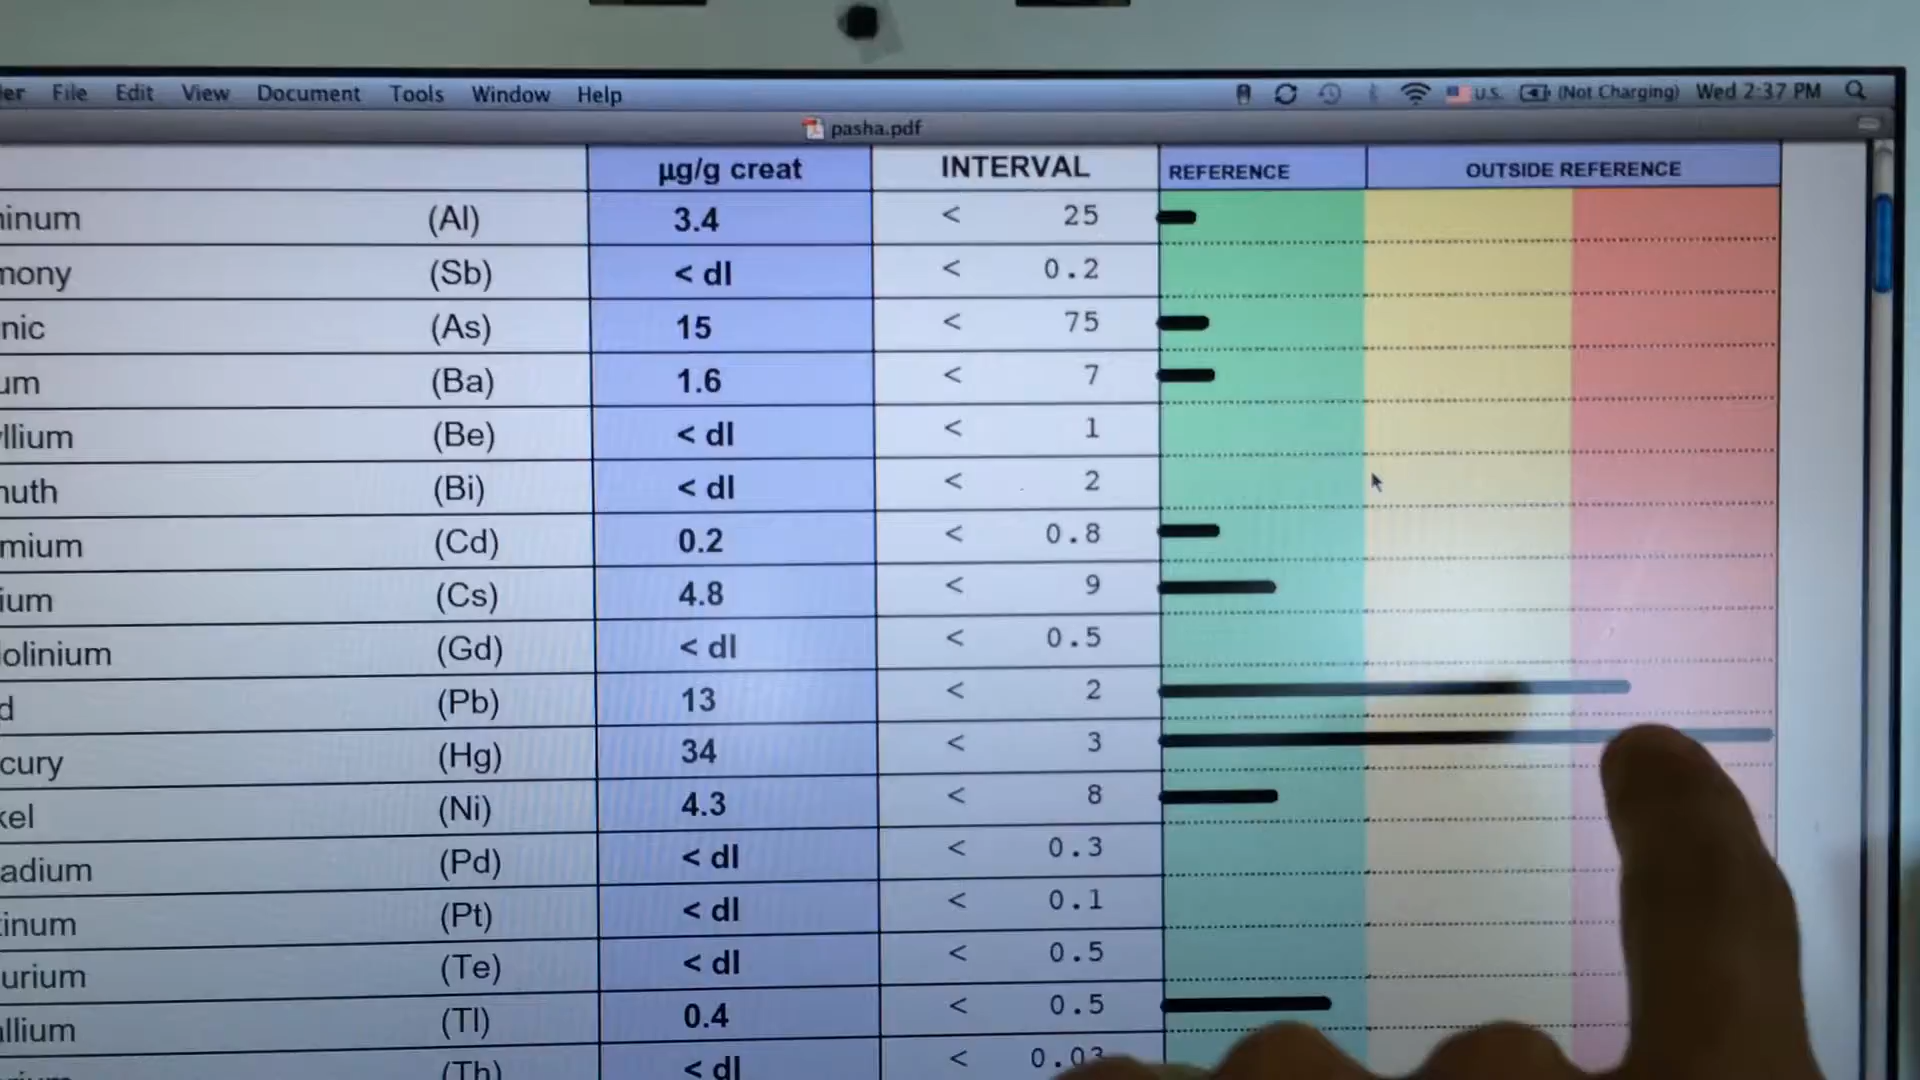 er File Edit View Document Tools Window Help U.S. (Not Charging) Wed 2:37 PM
pasha.pdf
µg/g creat INTERVAL REFERENCE OUTSIDE REFERENCE
inum (Al) 3.4 < 25
mony (Sb) < dl < 0.2
nic (As) 15 < 75
um (Ba) 1.6 < 7
llium (Be) < dl < 1
uth (Bi) < dl < 2
mium (Cd) 0.2 < 0.8
ium (Cs) 4.8 < 9
olinium (Gd) < dl < 0.5
d (Pb) 13 < 2
cury (Hg) 34 < 3
kel (Ni) 4.3 < 8
adium (Pd) < dl < 0.3
tinum (Pt) < dl < 0.1
urium (Te) < dl < 0.5
allium (Tl) 0.4 < 0.5
(Th) < dl < 0.03